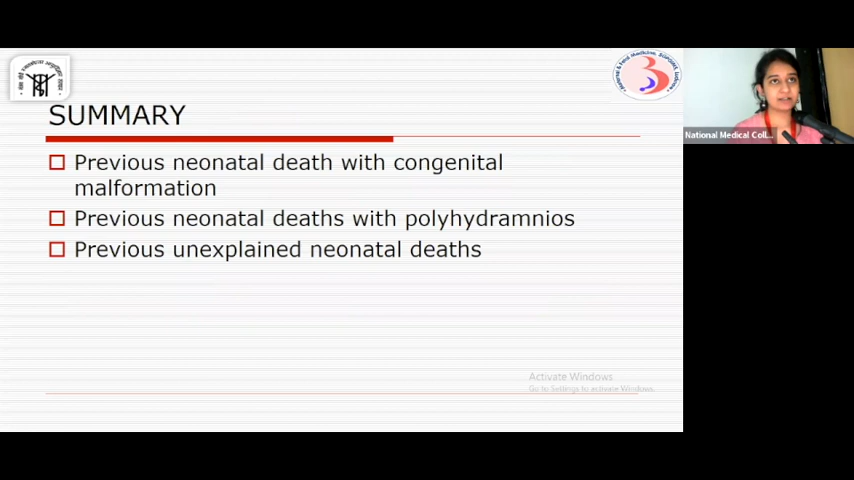 SUMMARY
Previous neonatal death with congenital
malformation
Previous neonatal deaths with polyhydramnios
Previous unexplained neonatal deaths
Activate Windows
Go to Settings to activate Windows.
National Medical Coll...